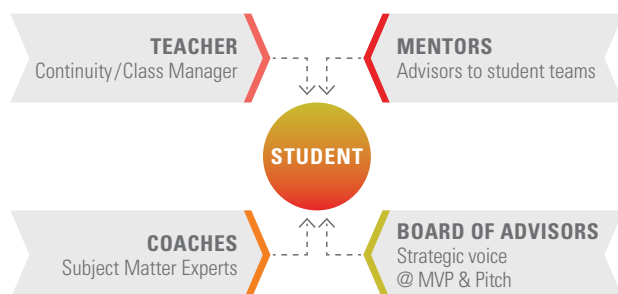 TEACHER
Continuity/Class Manager
MENTORS
Advisors to student teams
STUDENT
COACHES
Subject Matter Experts
BOARD OF ADVISORS
Strategic voice
@ MVP & Pitch